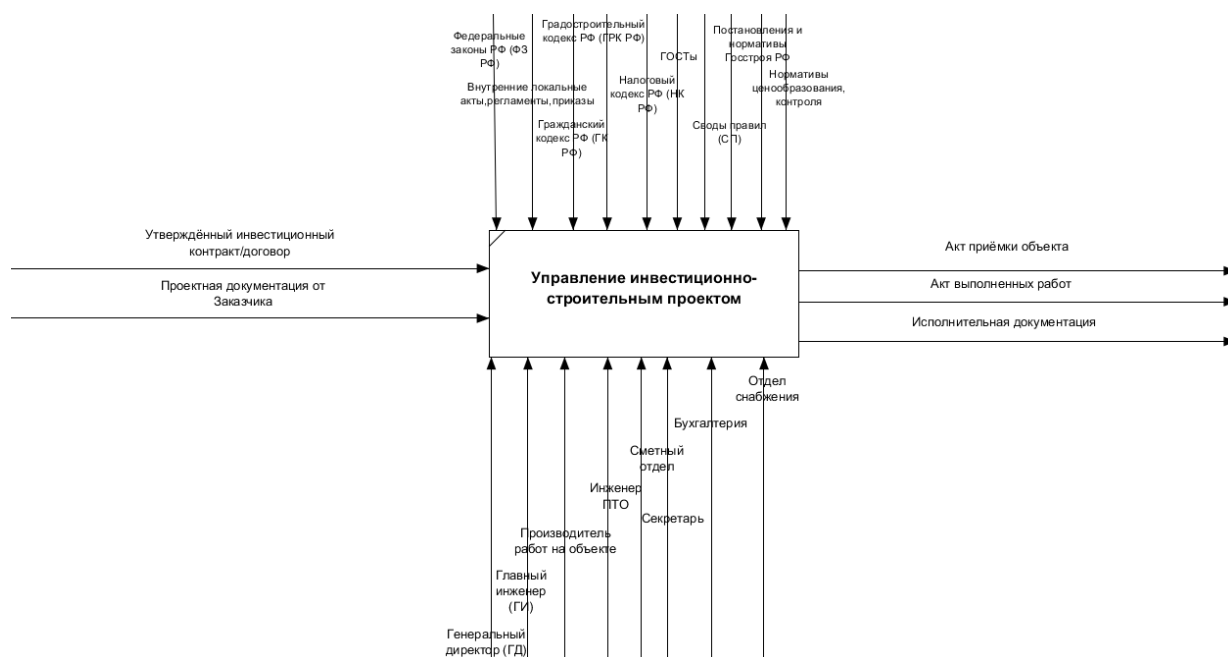 Федеральные
законы РФ (ФЗ
РФ)
Внутренние локальные
акты,регламенты,приказы
Градостроительный
кодекс РФ (ГРК РФ)
Гражданский
кодекс РФ (ГК
РФ)
Налоговый
кодекс РФ (НК
РФ)
ГОСТы
Своды правил
(СП)
Постановления и
нормативы
Госстроя РФ
Нормативы
ценообразования,
контроля
Утверждённый инвестиционный
контракт/договор
Проектная документация от
Заказчика
Управление инвестиционно-
строительным проектом
Акт приёмки объекта
Акт выполненных работ
Исполнительная документация
Отдел
снабжения
Бухгалтерия
Сметный
отдел
Инженер
ПТО
Секретарь
Производитель
работ на объекте
Главный
инженер
(ГИ)
Генеральный
директор (ГД)